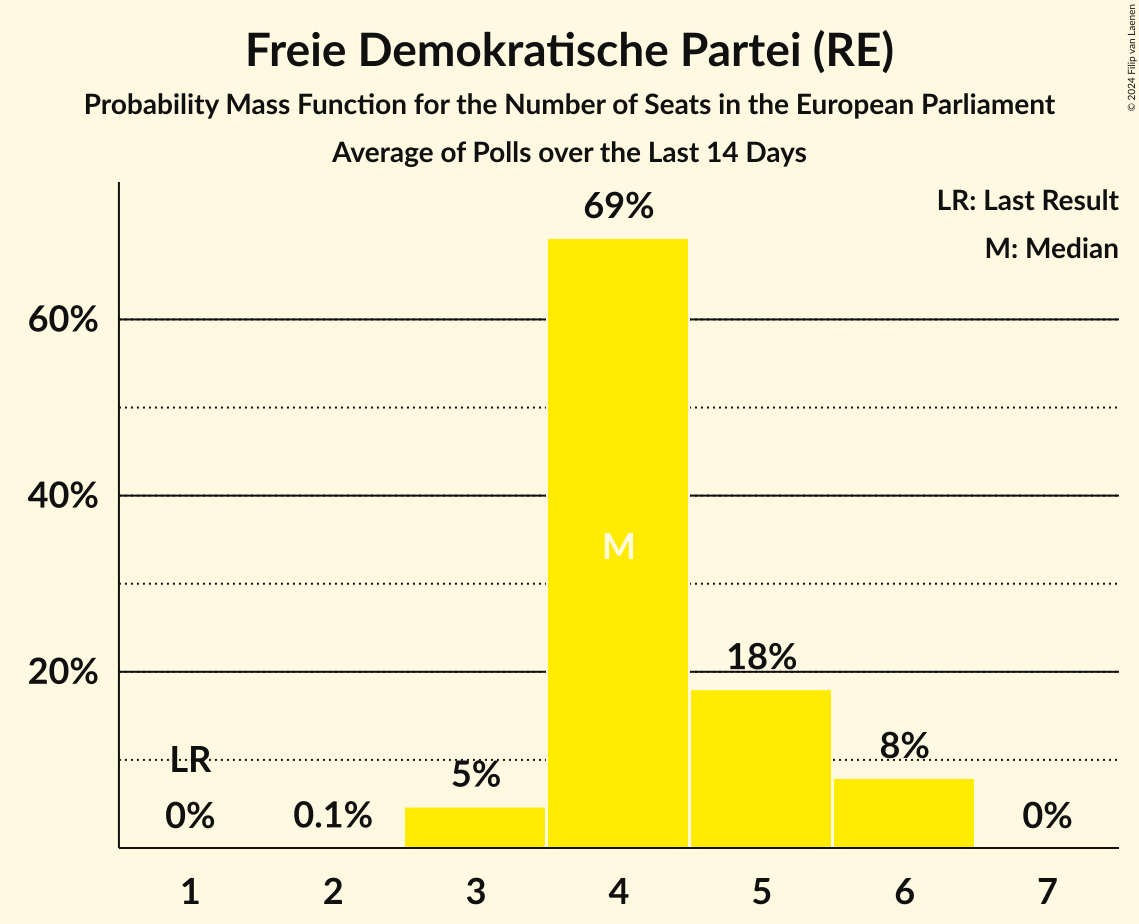 Freie Demokratische Partei (RE)
Probability Mass Function for the Number of Seats in the European Parliament
Average of Polls over the Last 14 Days
© 2024 Filip van Laenen
LR: Last Result
M: Median
69%
60%
40%
M
20%
18%
LR
8%
5%
0%
0.1%
0%
1 2 3 4 5 6 7